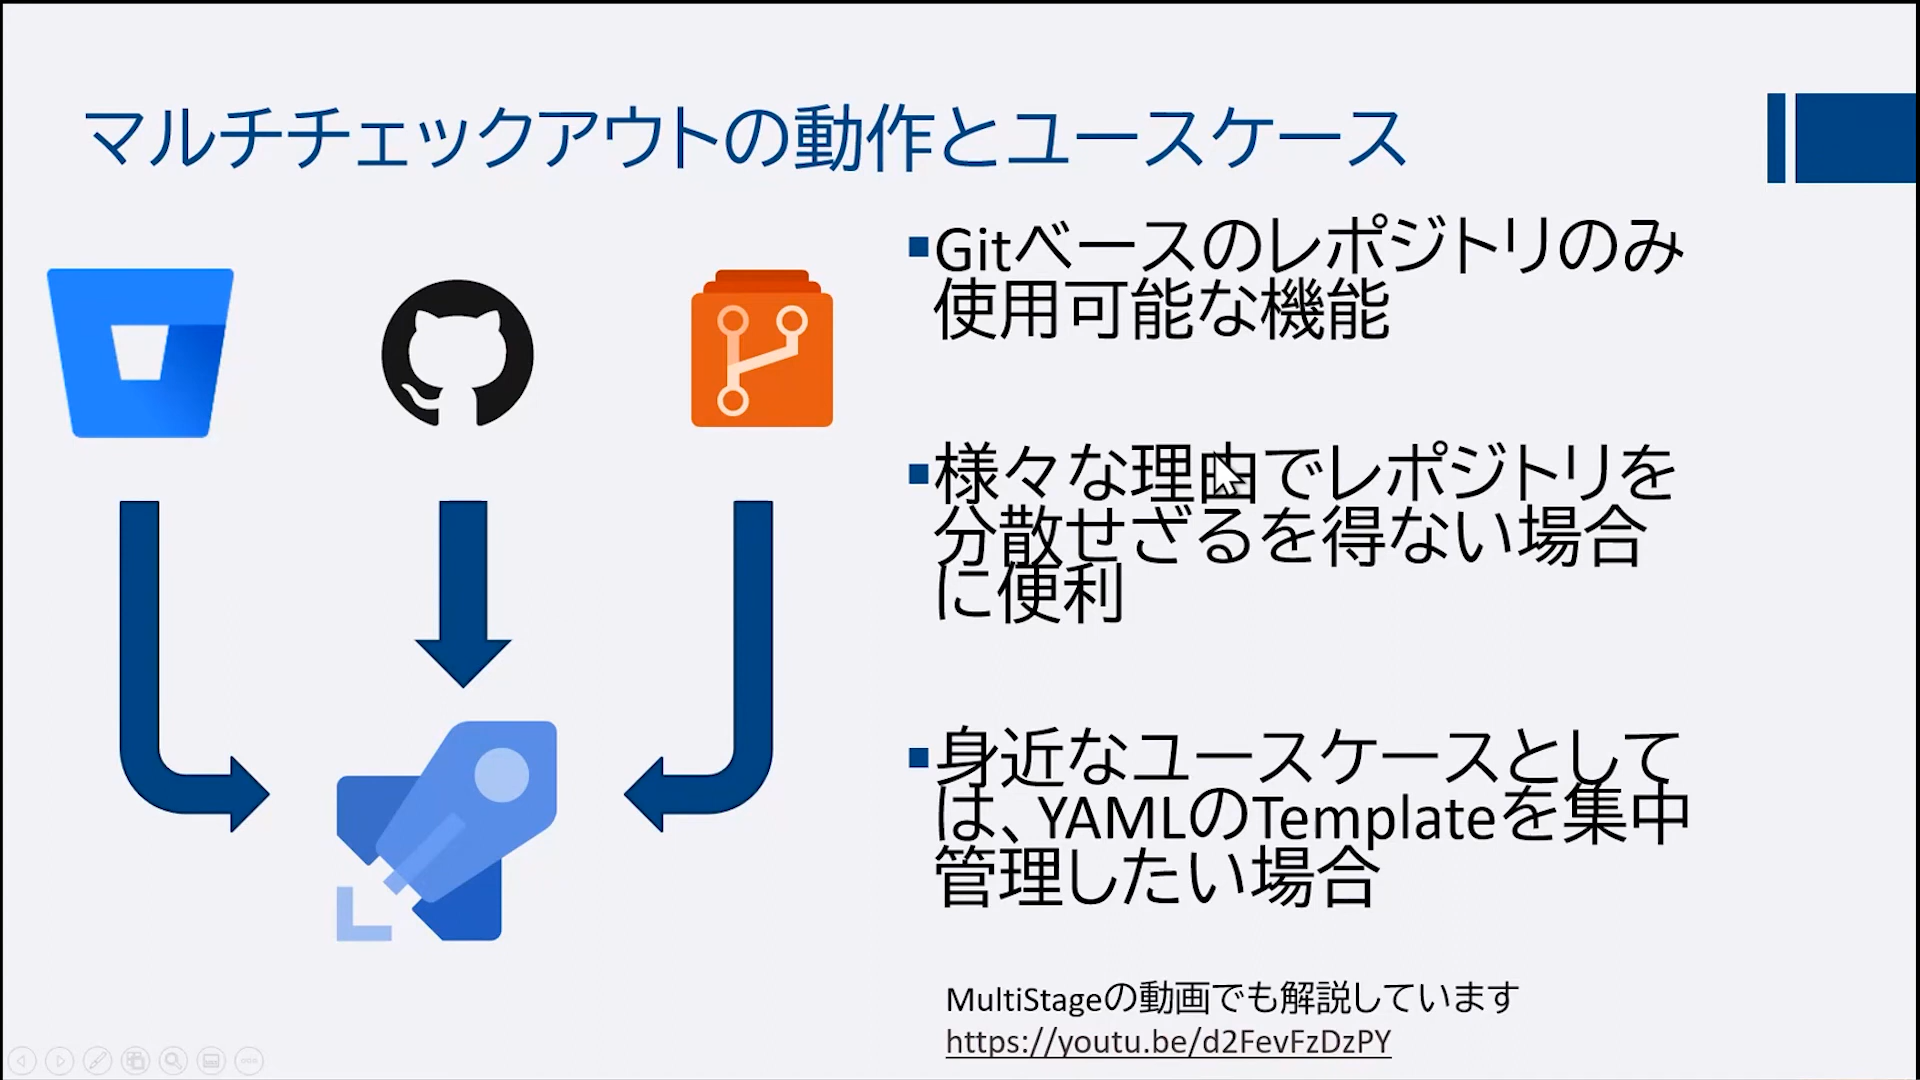 マルチチェックアウトの動作とユースケース
▪Gitベースのレポジトリのみ
使用可能な機能
▪様々な理由でレポジトリを
分散せざるを得ない場合
に便利
▪身近なユースケースとして
は、YAMLのTemplateを集中
管理したい場合
MultiStageの動画でも解説しています
https://youtu.be/d2FevFzDzPY